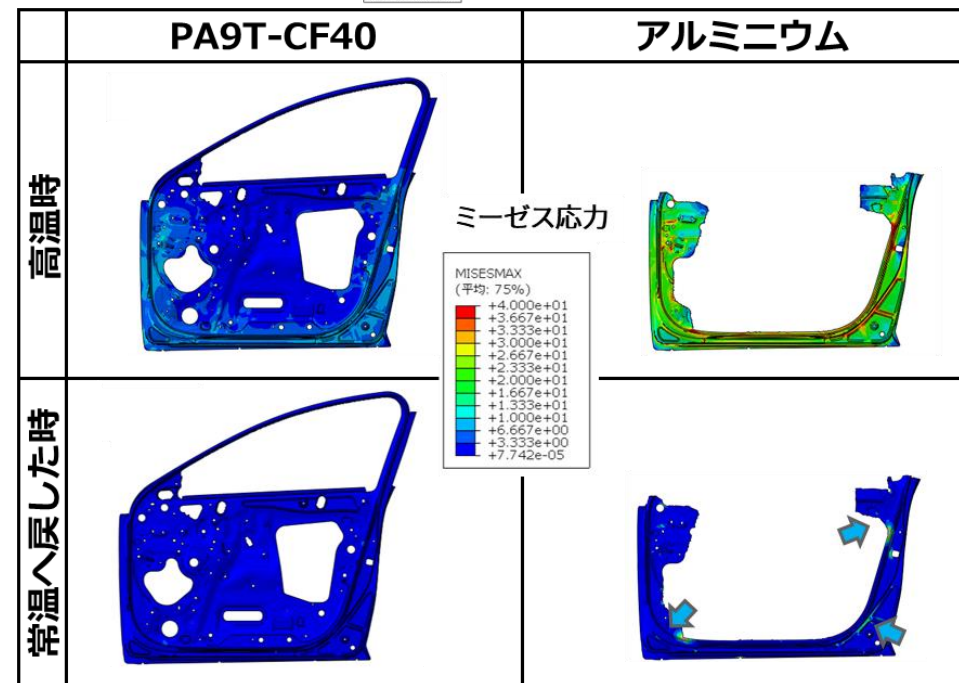 PA9T-CF40
アルミニウム
高温時
ミーゼス応力
MISESMAX
(平均: 75%)
+4.000e+01
+3.667e+01
+3.333e+01
+3.000e+01
+2.667e+01
+2.333e+01
+2.000e+01
+1.667e+01
+1.333e+01
+1.000e+01
+6.667e+00
+3.333e+00
+7.742e-05
常温へ戻した時